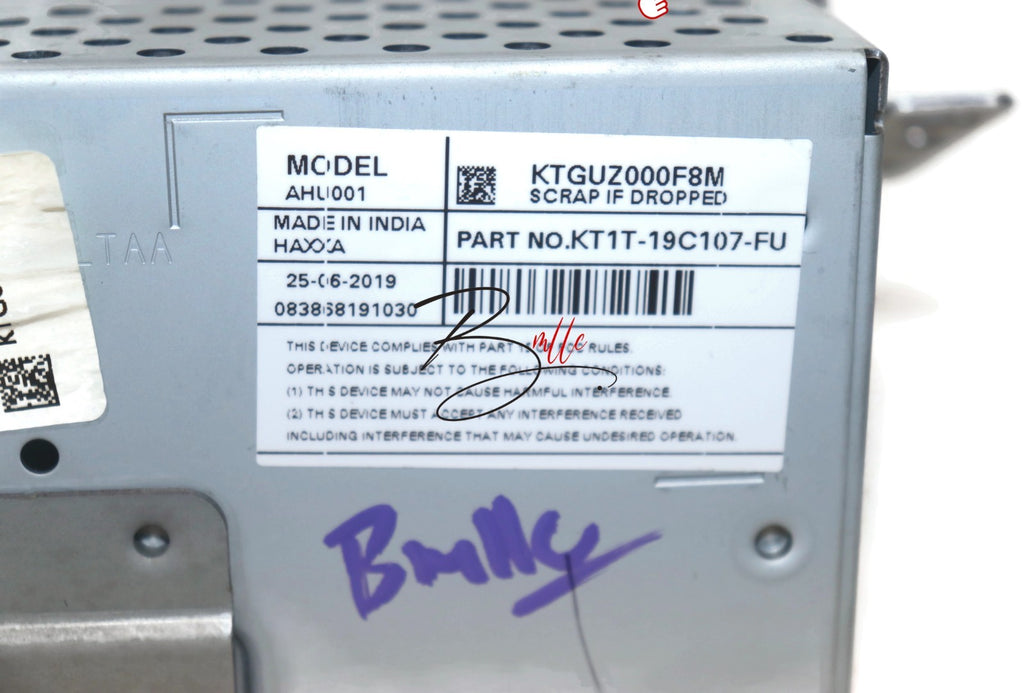 MODEL
AHU001
KTGUZ000F8M
SCRAP IF DROPPED
MADE IN INDIA
HAXXA
PART NO.KT1T-19C107-FU
25-06-2019
083868191030
THIS DEVICE COMPLIES WITH PART 15 OF FCC RULES.
OPERATION IS SUBJECT TO THE FOLLOWING CONDITIONS:
(1) THIS DEVICE MAY NOT CAUSE HARMFUL INTERFERENCE.
(2) THIS DEVICE MUST ACCEPT ANY INTERFERENCE RECEIVED
INCLUDING INTERFERENCE THAT MAY CAUSE UNDESIRED OPERATION.
B mllc
Bmllc
LTAA